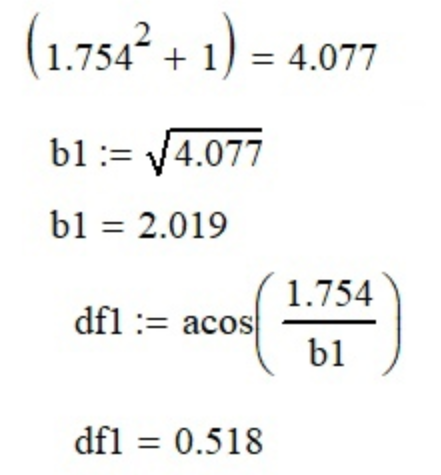 (1.754² + 1) = 4.077
b1 := √4.077
b1 = 2.019
df1 := acos(1.754/b1)
df1 = 0.518